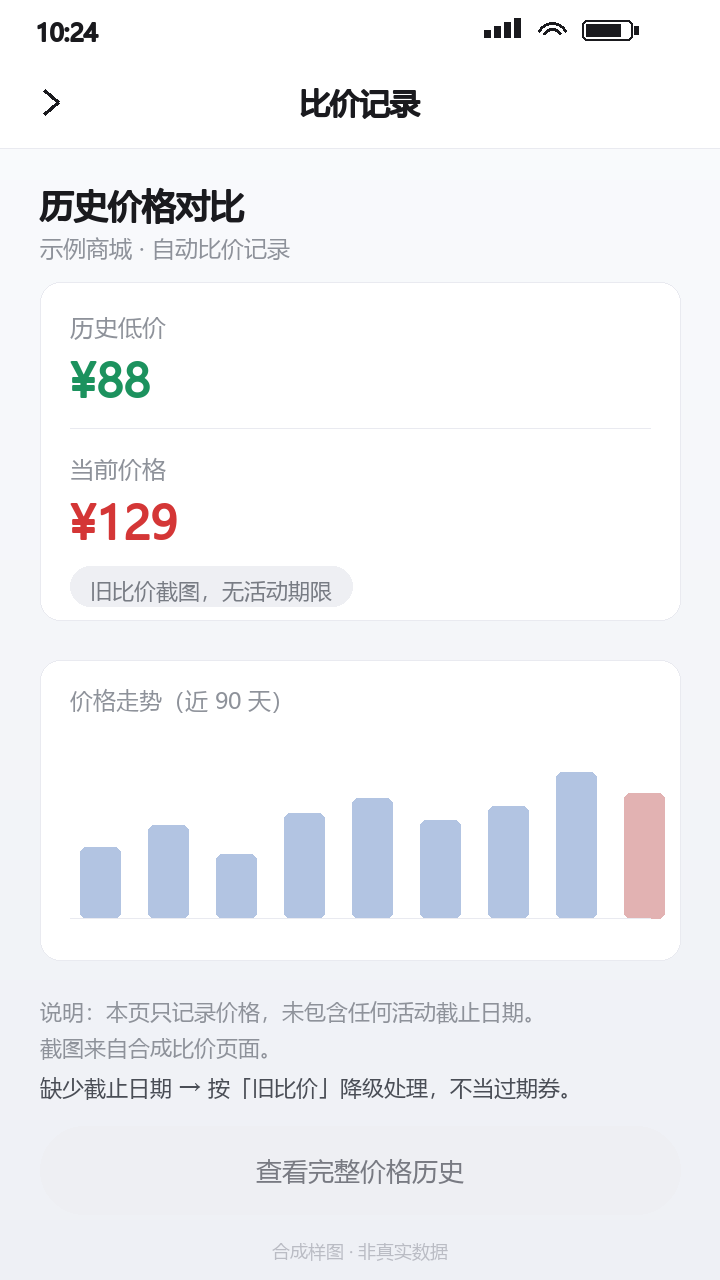 10:24
比价记录
历史价格对比
示例商城 · 自动比价记录
历史低价
¥88
当前价格
¥129
旧比价截图，无活动期限
价格走势（近 90 天）
说明：本页只记录价格，未包含任何活动截止日期。
截图来自合成比价页面。
缺少截止日期 → 按「旧比价」降级处理，不当过期券。
查看完整价格历史
合成样图 · 非真实数据